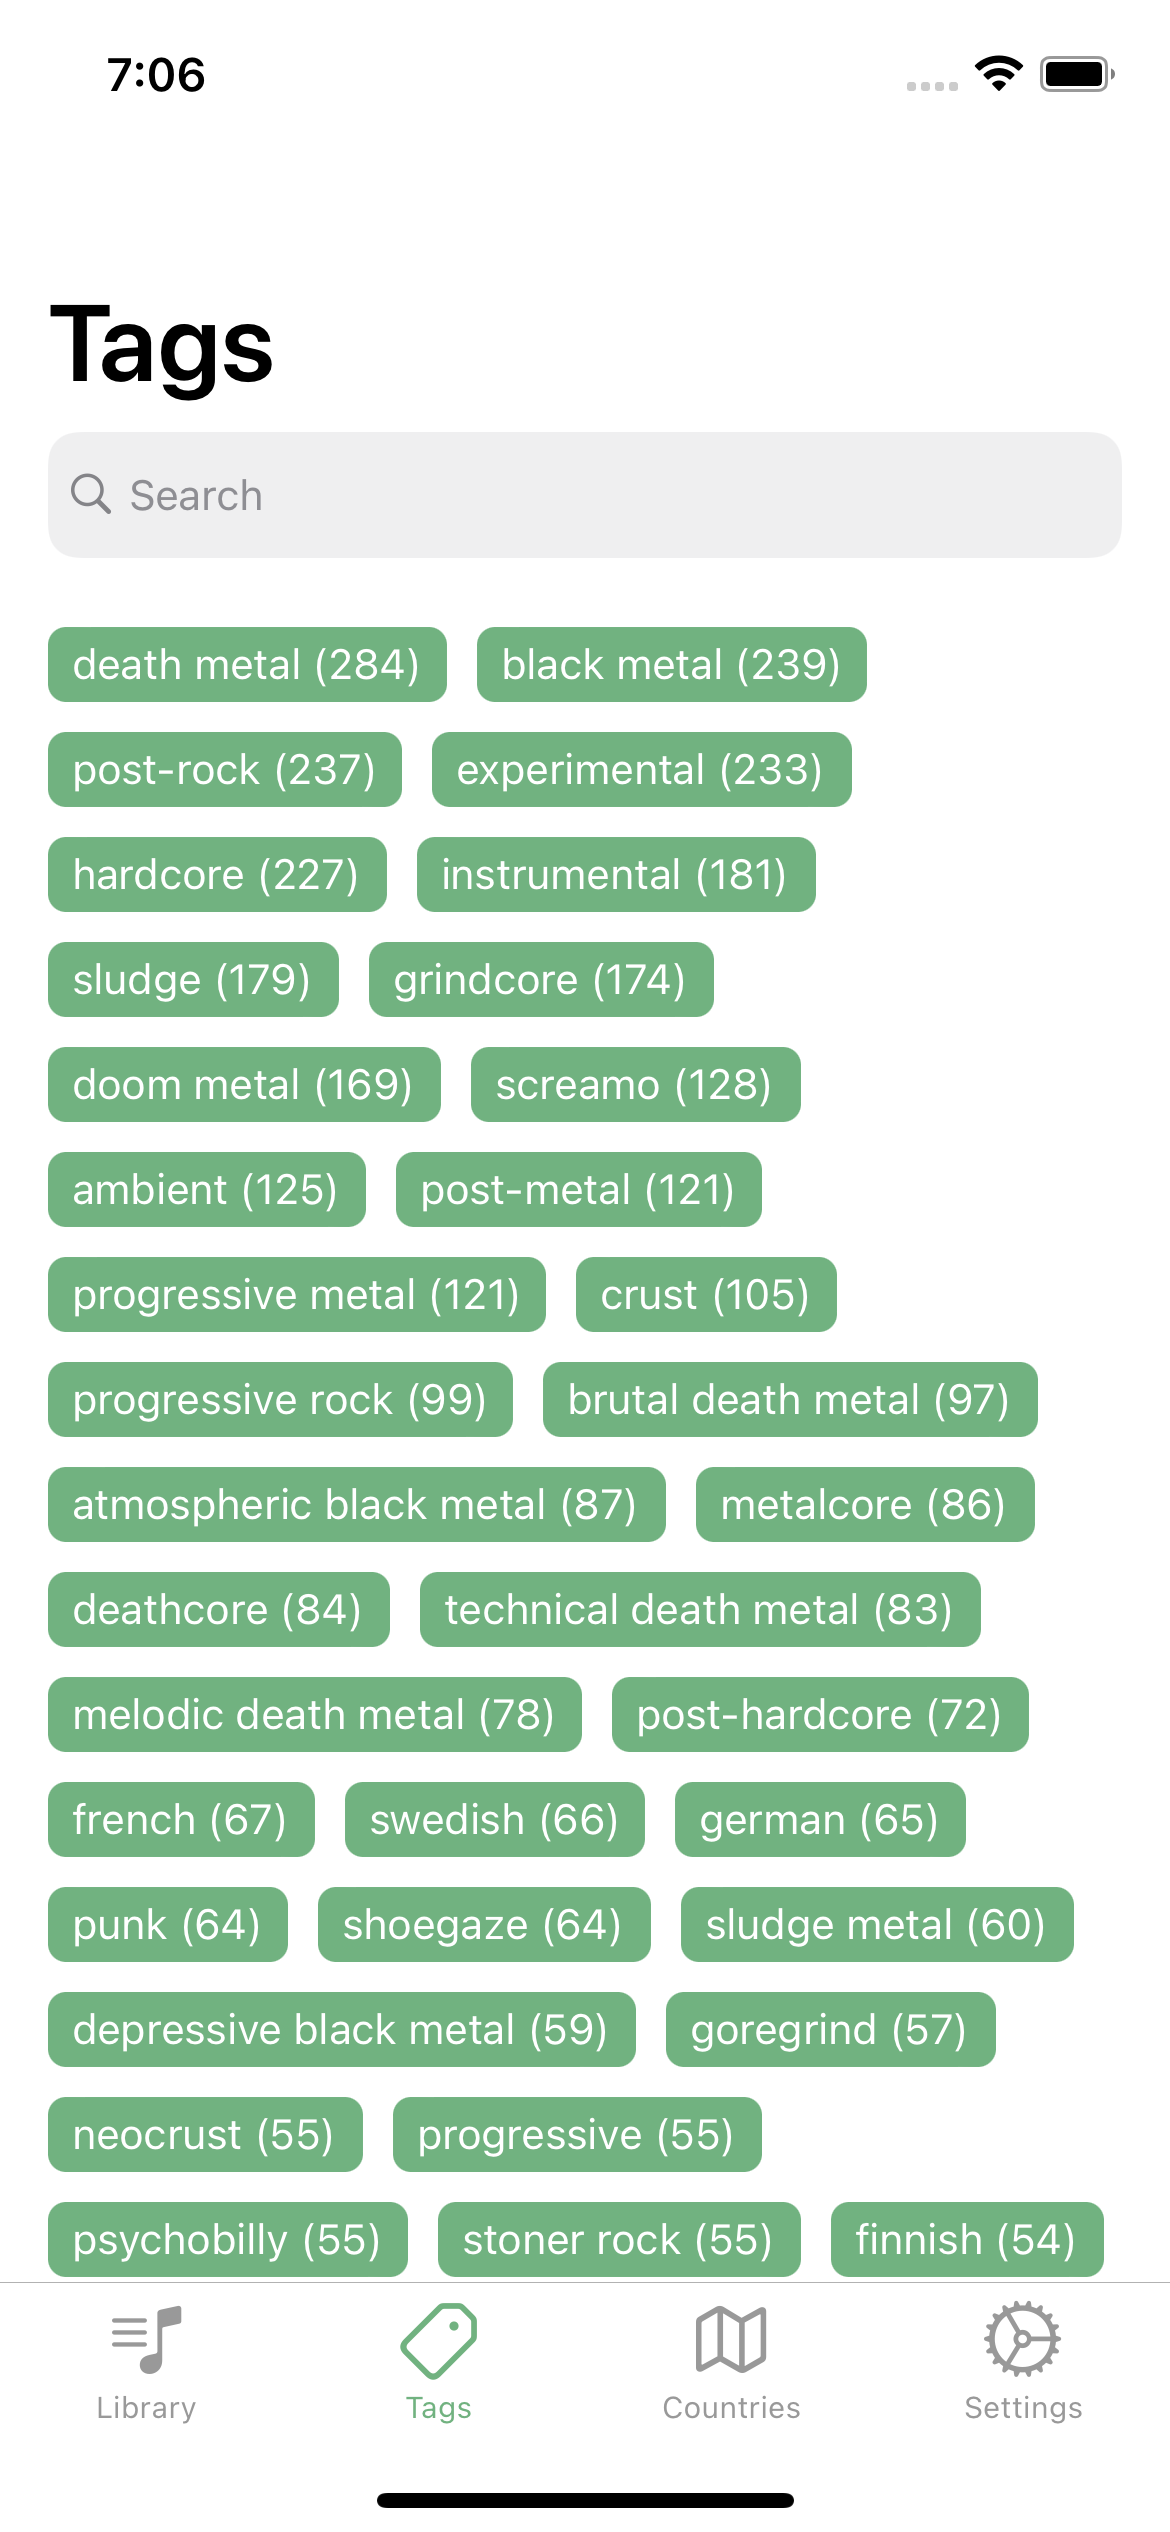 7:06
Tags
Search
death metal (284) black metal (239)
post-rock (237) experimental (233)
hardcore (227) instrumental (181)
sludge (179) grindcore (174)
doom metal (169) screamo (128)
ambient (125) post-metal (121)
progressive metal (121) crust (105)
progressive rock (99) brutal death metal (97)
atmospheric black metal (87) metalcore (86)
deathcore (84) technical death metal (83)
melodic death metal (78) post-hardcore (72)
french (67) swedish (66) german (65)
punk (64) shoegaze (64) sludge metal (60)
depressive black metal (59) goregrind (57)
neocrust (55) progressive (55)
psychobilly (55) stoner rock (55) finnish (54)
Library Tags Countries Settings